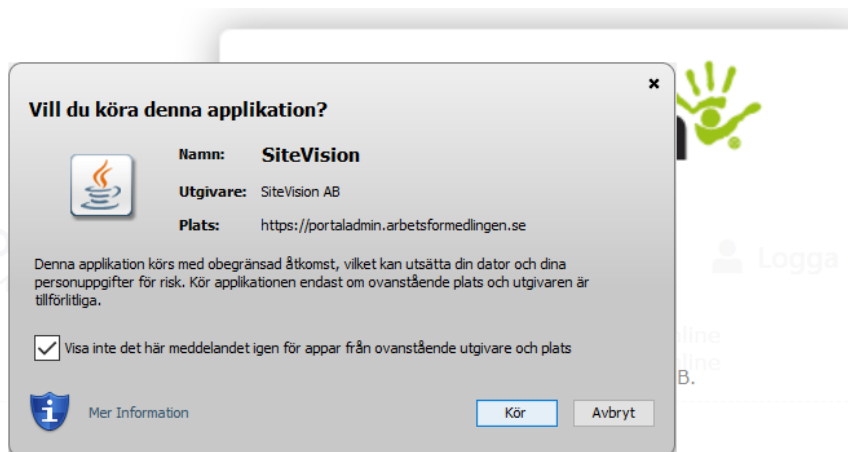 Vill du köra denna applikation?
Namn: SiteVision
Utgivare: SiteVision AB
Plats: https://portaladmin.arbetsformedlingen.se
Denna applikation körs med obegränsad åtkomst, vilket kan utsätta din dator och dina
personuppgifter för risk. Kör applikationen endast om ovanstående plats och utgivaren är
tillförlitliga.
Visa inte det här meddelandet igen för appar från ovanstående utgivare och plats
Mer Information
Kör Avbryt
Logga
B.